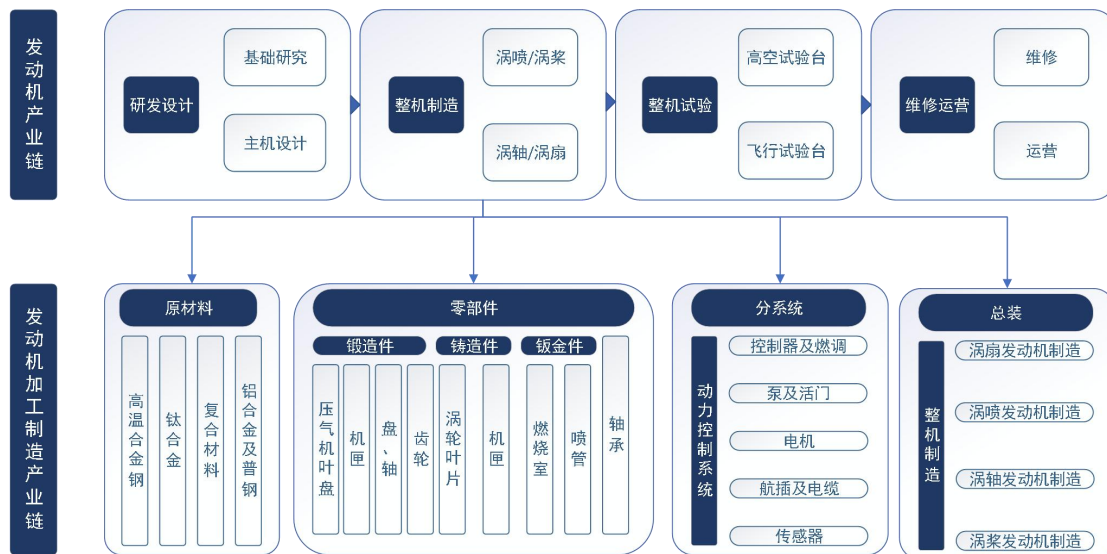 发动机产业链
研发设计
基础研究
主机设计
整机制造
涡喷/涡桨
涡轴/涡扇
整机试验
高空试验台
飞行试验台
维修运营
维修
运营
发动机加工制造产业链
原材料
高温合金钢
钛合金
复合材料
铝合金及普钢
零部件
锻造件
压气机叶盘
机匣
盘、轴
齿轮
铸造件
涡轮叶片
机匣
钣金件
燃烧室
喷管
轴承
分系统
动力控制系统
控制器及燃调
泵及活门
电机
航插及电缆
传感器
总装
整机制造
涡扇发动机制造
涡喷发动机制造
涡轴发动机制造
涡桨发动机制造